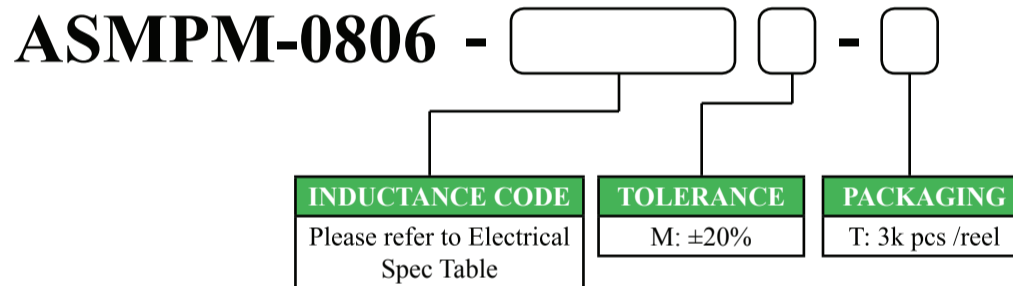 ASMPM-0806 - -
INDUCTANCE CODE
Please refer to Electrical
Spec Table
TOLERANCE
M: ±20%
PACKAGING
T: 3k pcs /reel